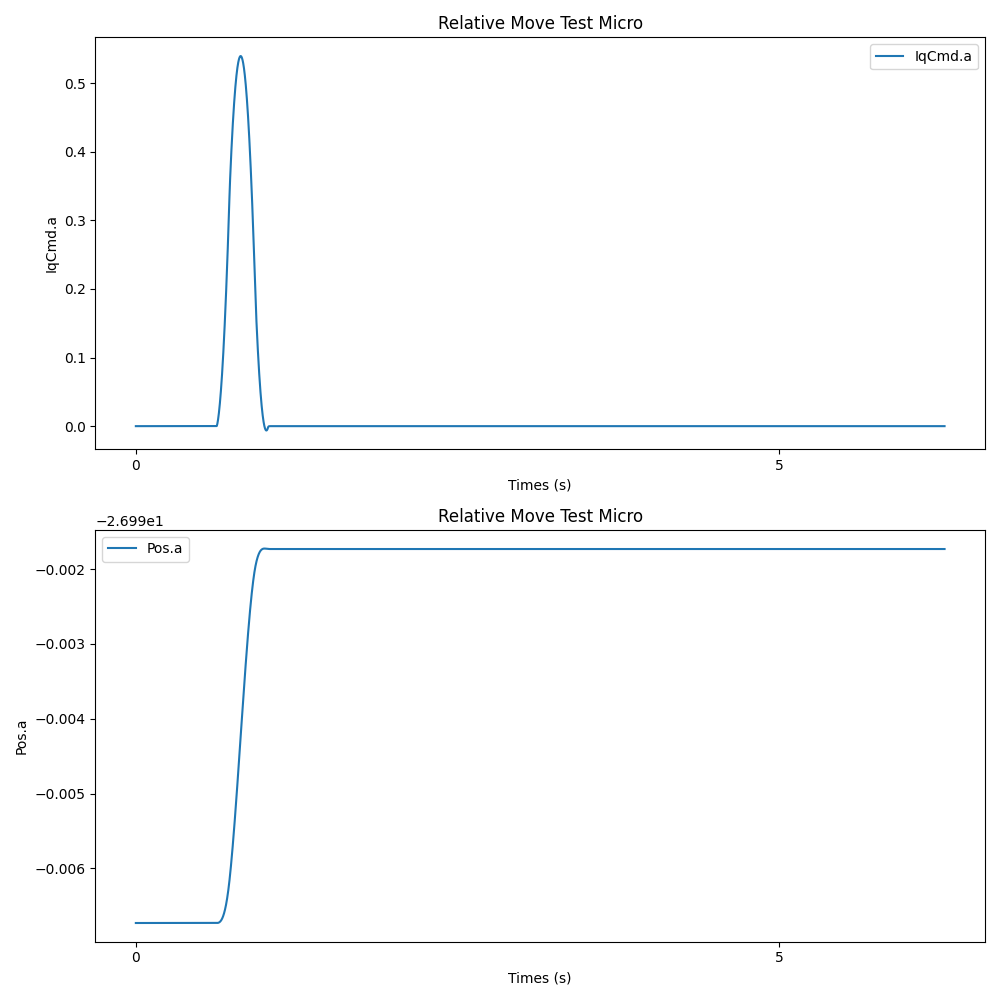 Relative Move Test Micro
IqCmd.a
0.5
0.4
0.3
0.2
0.1
0.0
IqCmd.a
0
5
Times (s)
−2.699e1
Relative Move Test Micro
Pos.a
−0.002
−0.003
−0.004
−0.005
−0.006
Pos.a
0
5
Times (s)